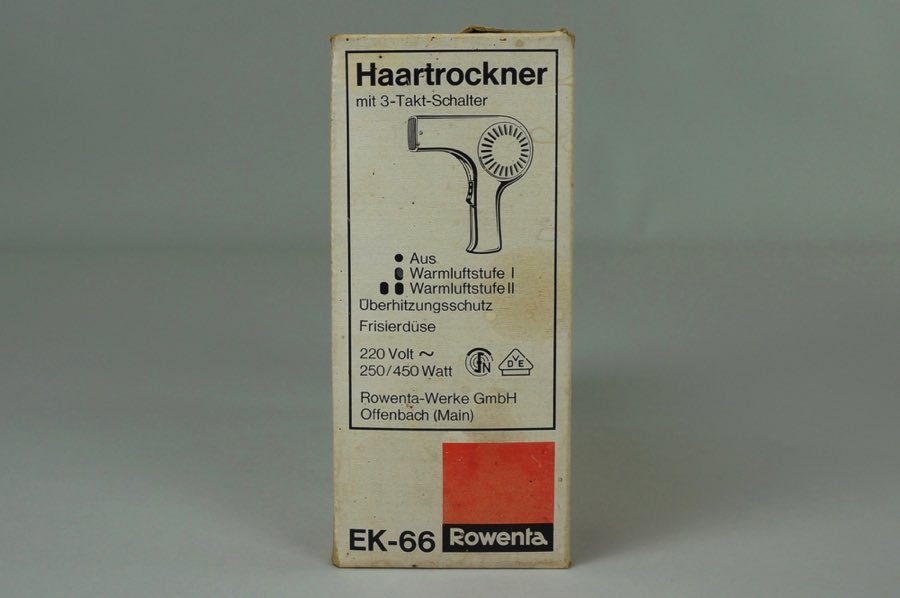 Haartrockner
mit 3-Takt-Schalter
Aus
Warmluftstufe I
Warmluftstufe II
Überhitzungsschutz
Frisierdüse
220 Volt ~
250/450 Watt
VDE
Rowenta-Werke GmbH
Offenbach (Main)
EK-66 Rowenta